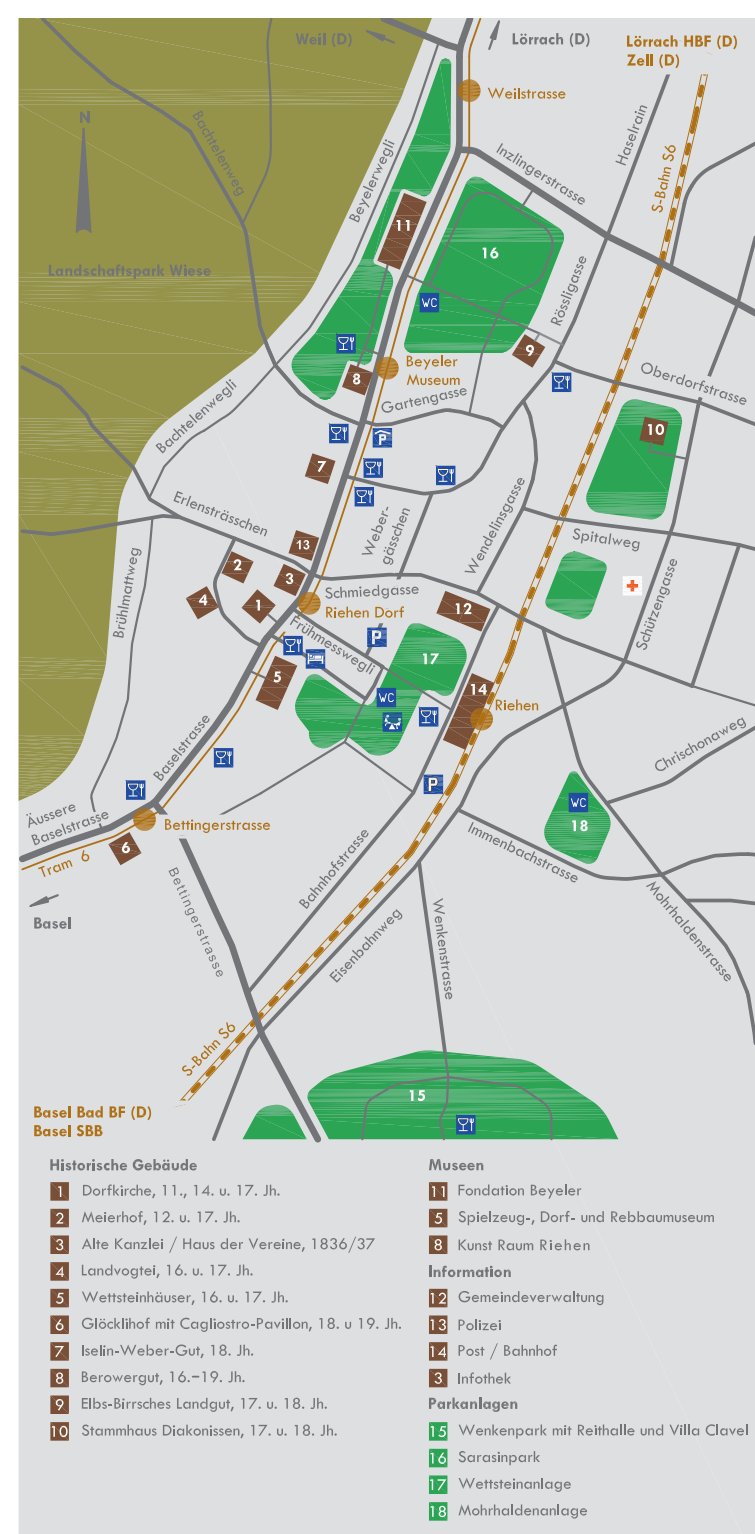 Weil (D)
Lörrach (D)
Lörrach HBF (D)
Zell (D)
Weilstrasse
Haselrain
Bachtelenweg
N
Inzlingerstrasse
S-Bahn S6
Beyelerwegli
11
16
Landschaftspark Wiese
Rössligasse
WC
9
Beyeler
Museum
8
Oberdorfstrasse
Gartengasse
Bachtelenwegli
10
P
7
Erlensträsschen
Weber-
gässchen
Wendelinsgasse
Spitalweg
13
2
3
Schmiedgasse
Schützengasse
Brühlmattweg
4
1
Riehen Dorf
12
Frühmesswegli
P
17
5
WC
14
Riehen
Baselstrasse
Chrischonaweg
P
WC
18
Äussere
Baselstrasse
Bettingerstrasse
6
Tram 6
Immenbachstrasse
Bahnhofstrasse
Basel
Bettingerstrasse
Mohrhaldenstrasse
Eisenbahnweg
Wenkenstrasse
S-Bahn S6
15
Basel Bad BF (D)
Basel SBB
Historische Gebäude
1 Dorfkirche, 11., 14. u. 17. Jh.
2 Meierhof, 12. u. 17. Jh.
3 Alte Kanzlei / Haus der Vereine, 1836/37
4 Landvogtei, 16. u. 17. Jh.
5 Wettsteinhäuser, 16. u. 17. Jh.
6 Glöcklihof mit Cagliostro-Pavillon, 18. u 19. Jh.
7 Iselin-Weber-Gut, 18. Jh.
8 Berowergut, 16.–19. Jh.
9 Elbs-Birrsches Landgut, 17. u. 18. Jh.
10 Stammhaus Diakonissen, 17. u. 18. Jh.
Museen
11 Fondation Beyeler
5 Spielzeug-, Dorf- und Rebbaumuseum
8 Kunst Raum Riehen
Information
12 Gemeindeverwaltung
13 Polizei
14 Post / Bahnhof
3 Infothek
Parkanlagen
15 Wenkenpark mit Reithalle und Villa Clavel
16 Sarasinpark
17 Wettsteinanlage
18 Mohrhaldenanlage